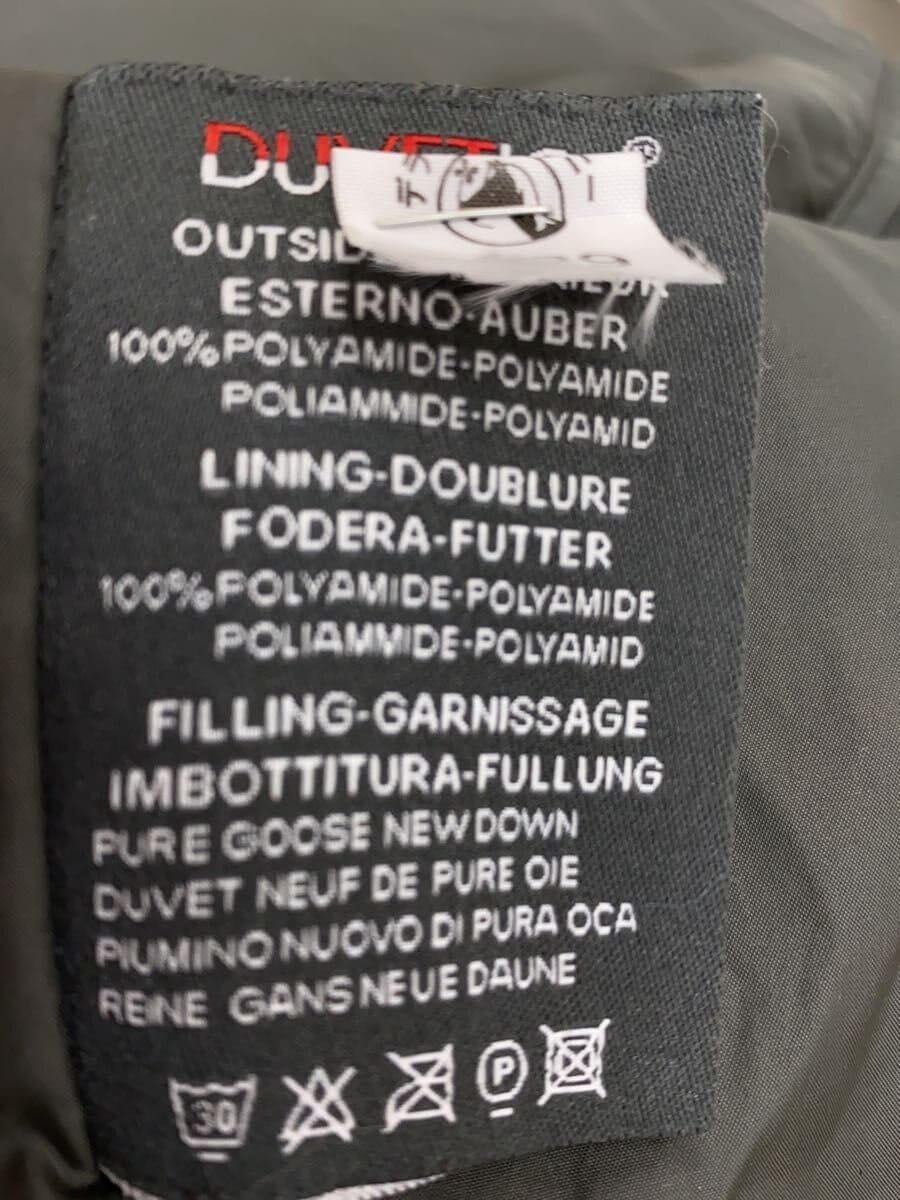 OUTSIDE
ESTERNO-AUBER
100%POLYAMIDE-POLYAMIDE
POLIAMMIDE-POLYAMID
LINING-DOUBLURE
FODERA-FUTTER
100%POLYAMIDE-POLYAMIDE
POLIAMMIDE-POLYAMID
FILLING-GARNISSAGE
IMBOTTITURA-FULLUNG
PURE GOOSE NEW DOWN
DUVET NEUF DE PURE OIE
PIUMINO NUOVO DI PURA OCA
REINE GANS NEUE DAUNE
30 P